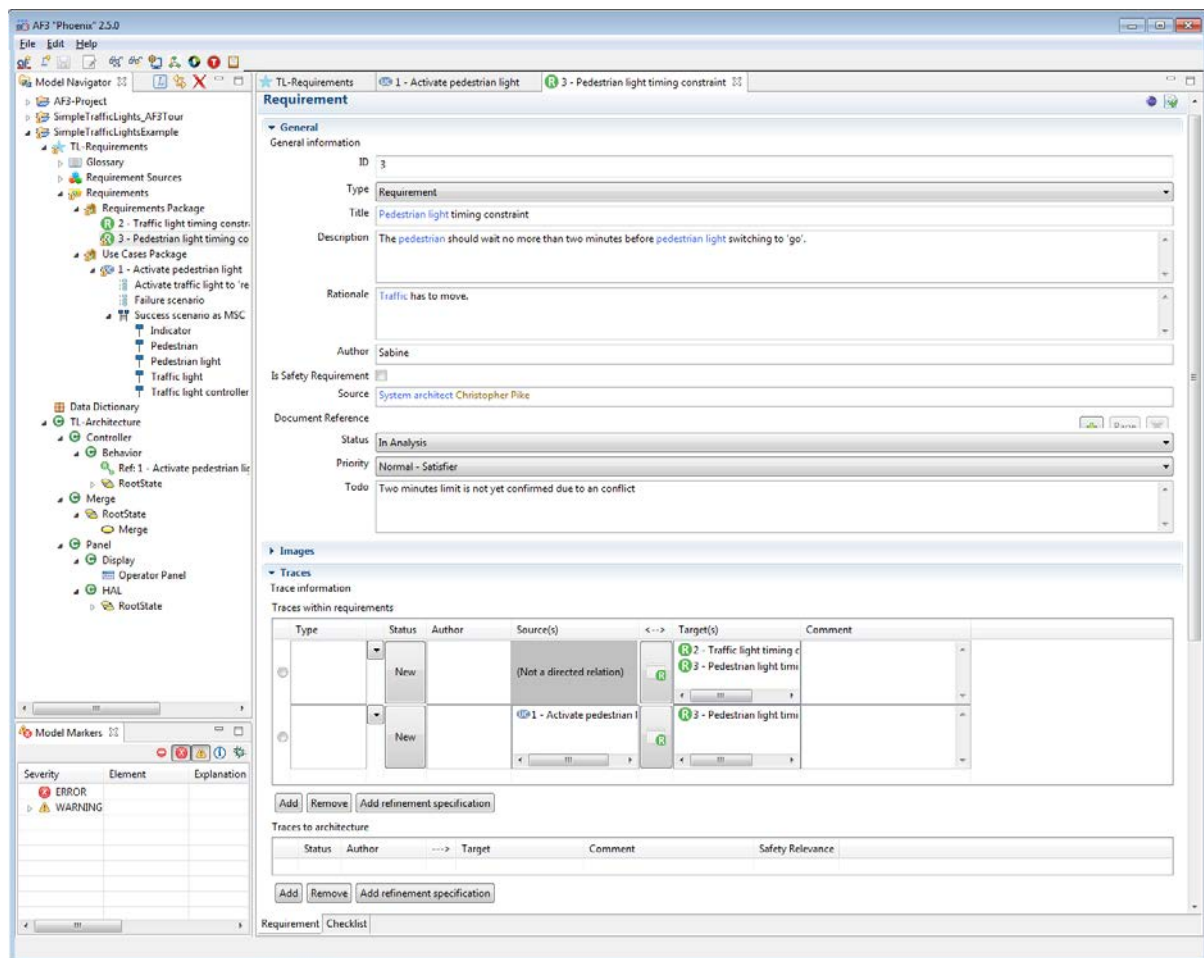 AF3 "Phoenix" 2.5.0
File Edit Help
Model Navigator
AF3-Project
SimpleTrafficLights_AF3Tour
SimpleTrafficLightsExample
TL-Requirements
Glossary
Requirement Sources
Requirements
Requirements Package
2 - Traffic light timing constr
3 - Pedestrian light timing co
Use Cases Package
1 - Activate pedestrian light
Activate traffic light to 're
Failure scenario
Success scenario as MSC
Indicator
Pedestrian
Pedestrian light
Traffic light
Traffic light controller
Data Dictionary
TL-Architecture
Controller
Behavior
Ref: 1 - Activate pedestrian lig
RootState
Merge
RootState
Merge
Panel
Display
Operator Panel
HAL
RootState
Model Markers
Severity Element Explanation
ERROR
WARNING
TL-Requirements 1 - Activate pedestrian light 3 - Pedestrian light timing constraint
Requirement
General
General information
ID 3
Type Requirement
Title Pedestrian light timing constraint
Description The pedestrian should wait no more than two minutes before pedestrian light switching to 'go'.
Rationale Traffic has to move.
Author Sabine
Is Safety Requirement
Source System architect Christopher Pike
Document Reference
Status In Analysis
Priority Normal - Satisfier
Todo Two minutes limit is not yet confirmed due to an conflict
Images
Traces
Trace information
Traces within requirements
Type Status Author Source(s) <--> Target(s) Comment
New (Not a directed relation) R 2 - Traffic light timing c
R 3 - Pedestrian light timi
New 1 - Activate pedestrian l R 3 - Pedestrian light timi
Add Remove Add refinement specification
Traces to architecture
Status Author ---> Target Comment Safety Relevance
Add Remove Add refinement specification
Requirement Checklist